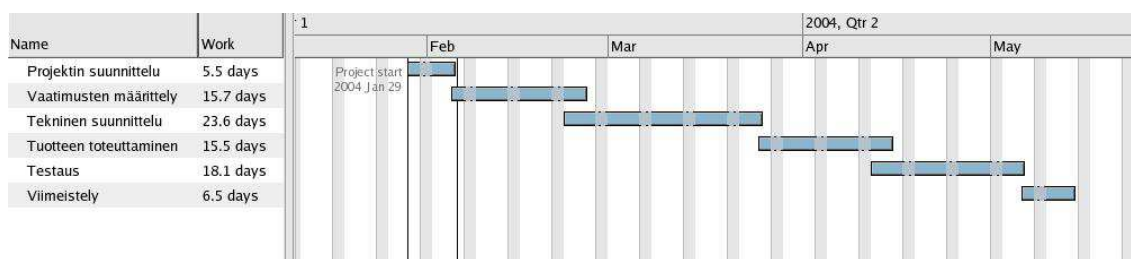 r 1
2004, Qtr 2
Name Work
Feb Mar Apr May
Projektin suunnittelu 5.5 days
Project start
2004 Jan 29
Vaatimusten määrittely 15.7 days
Tekninen suunnittelu 23.6 days
Tuotteen toteuttaminen 15.5 days
Testaus 18.1 days
Viimeistely 6.5 days